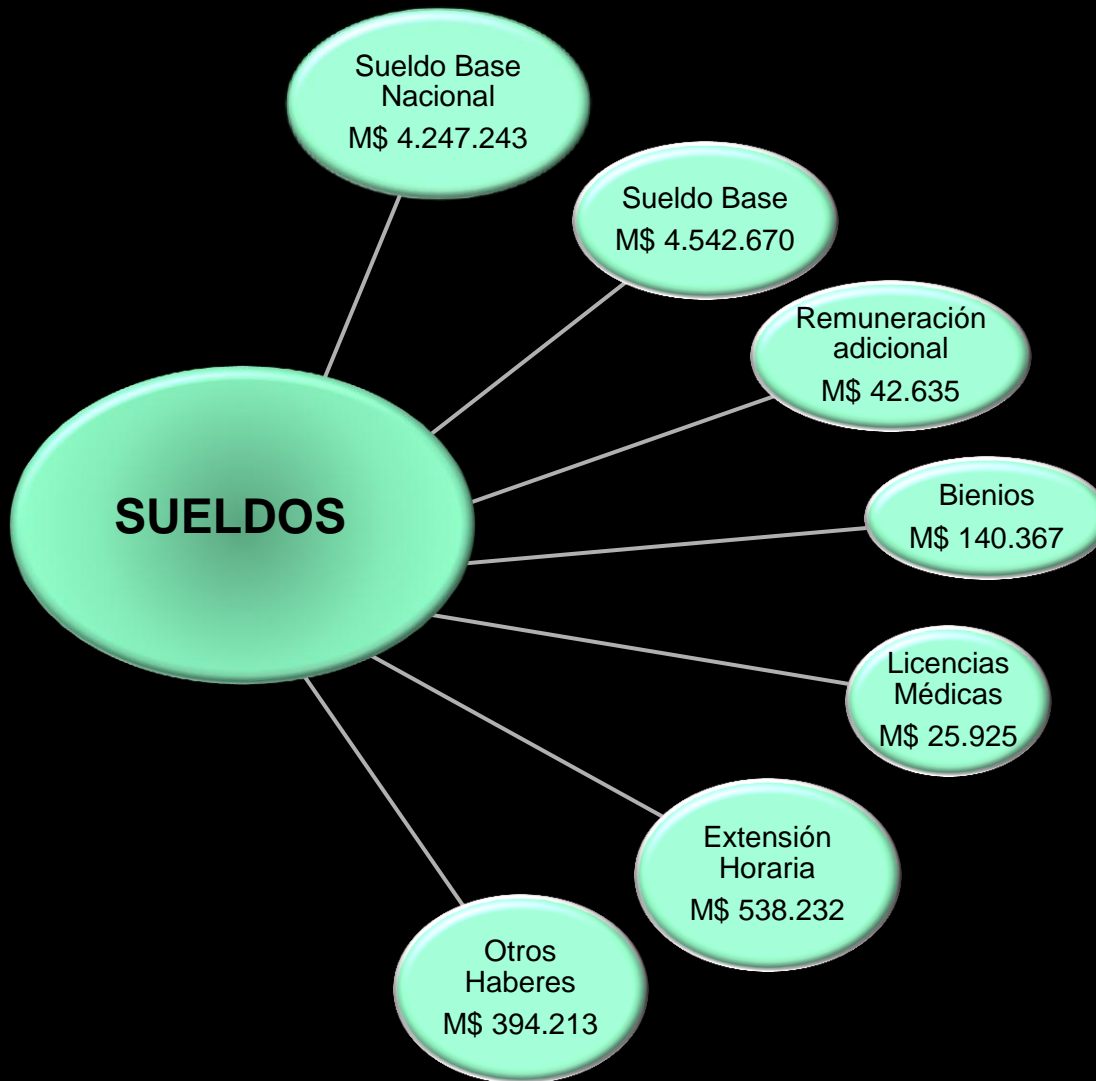 Sueldo Base
Nacional
M$ 4.247.243
Sueldo Base
M$ 4.542.670
Remuneración
adicional
M$ 42.635
Bienios
M$ 140.367
SUELDOS
Licencias
Médicas
M$ 25.925
Extensión
Horaria
M$ 538.232
Otros
Haberes
M$ 394.213